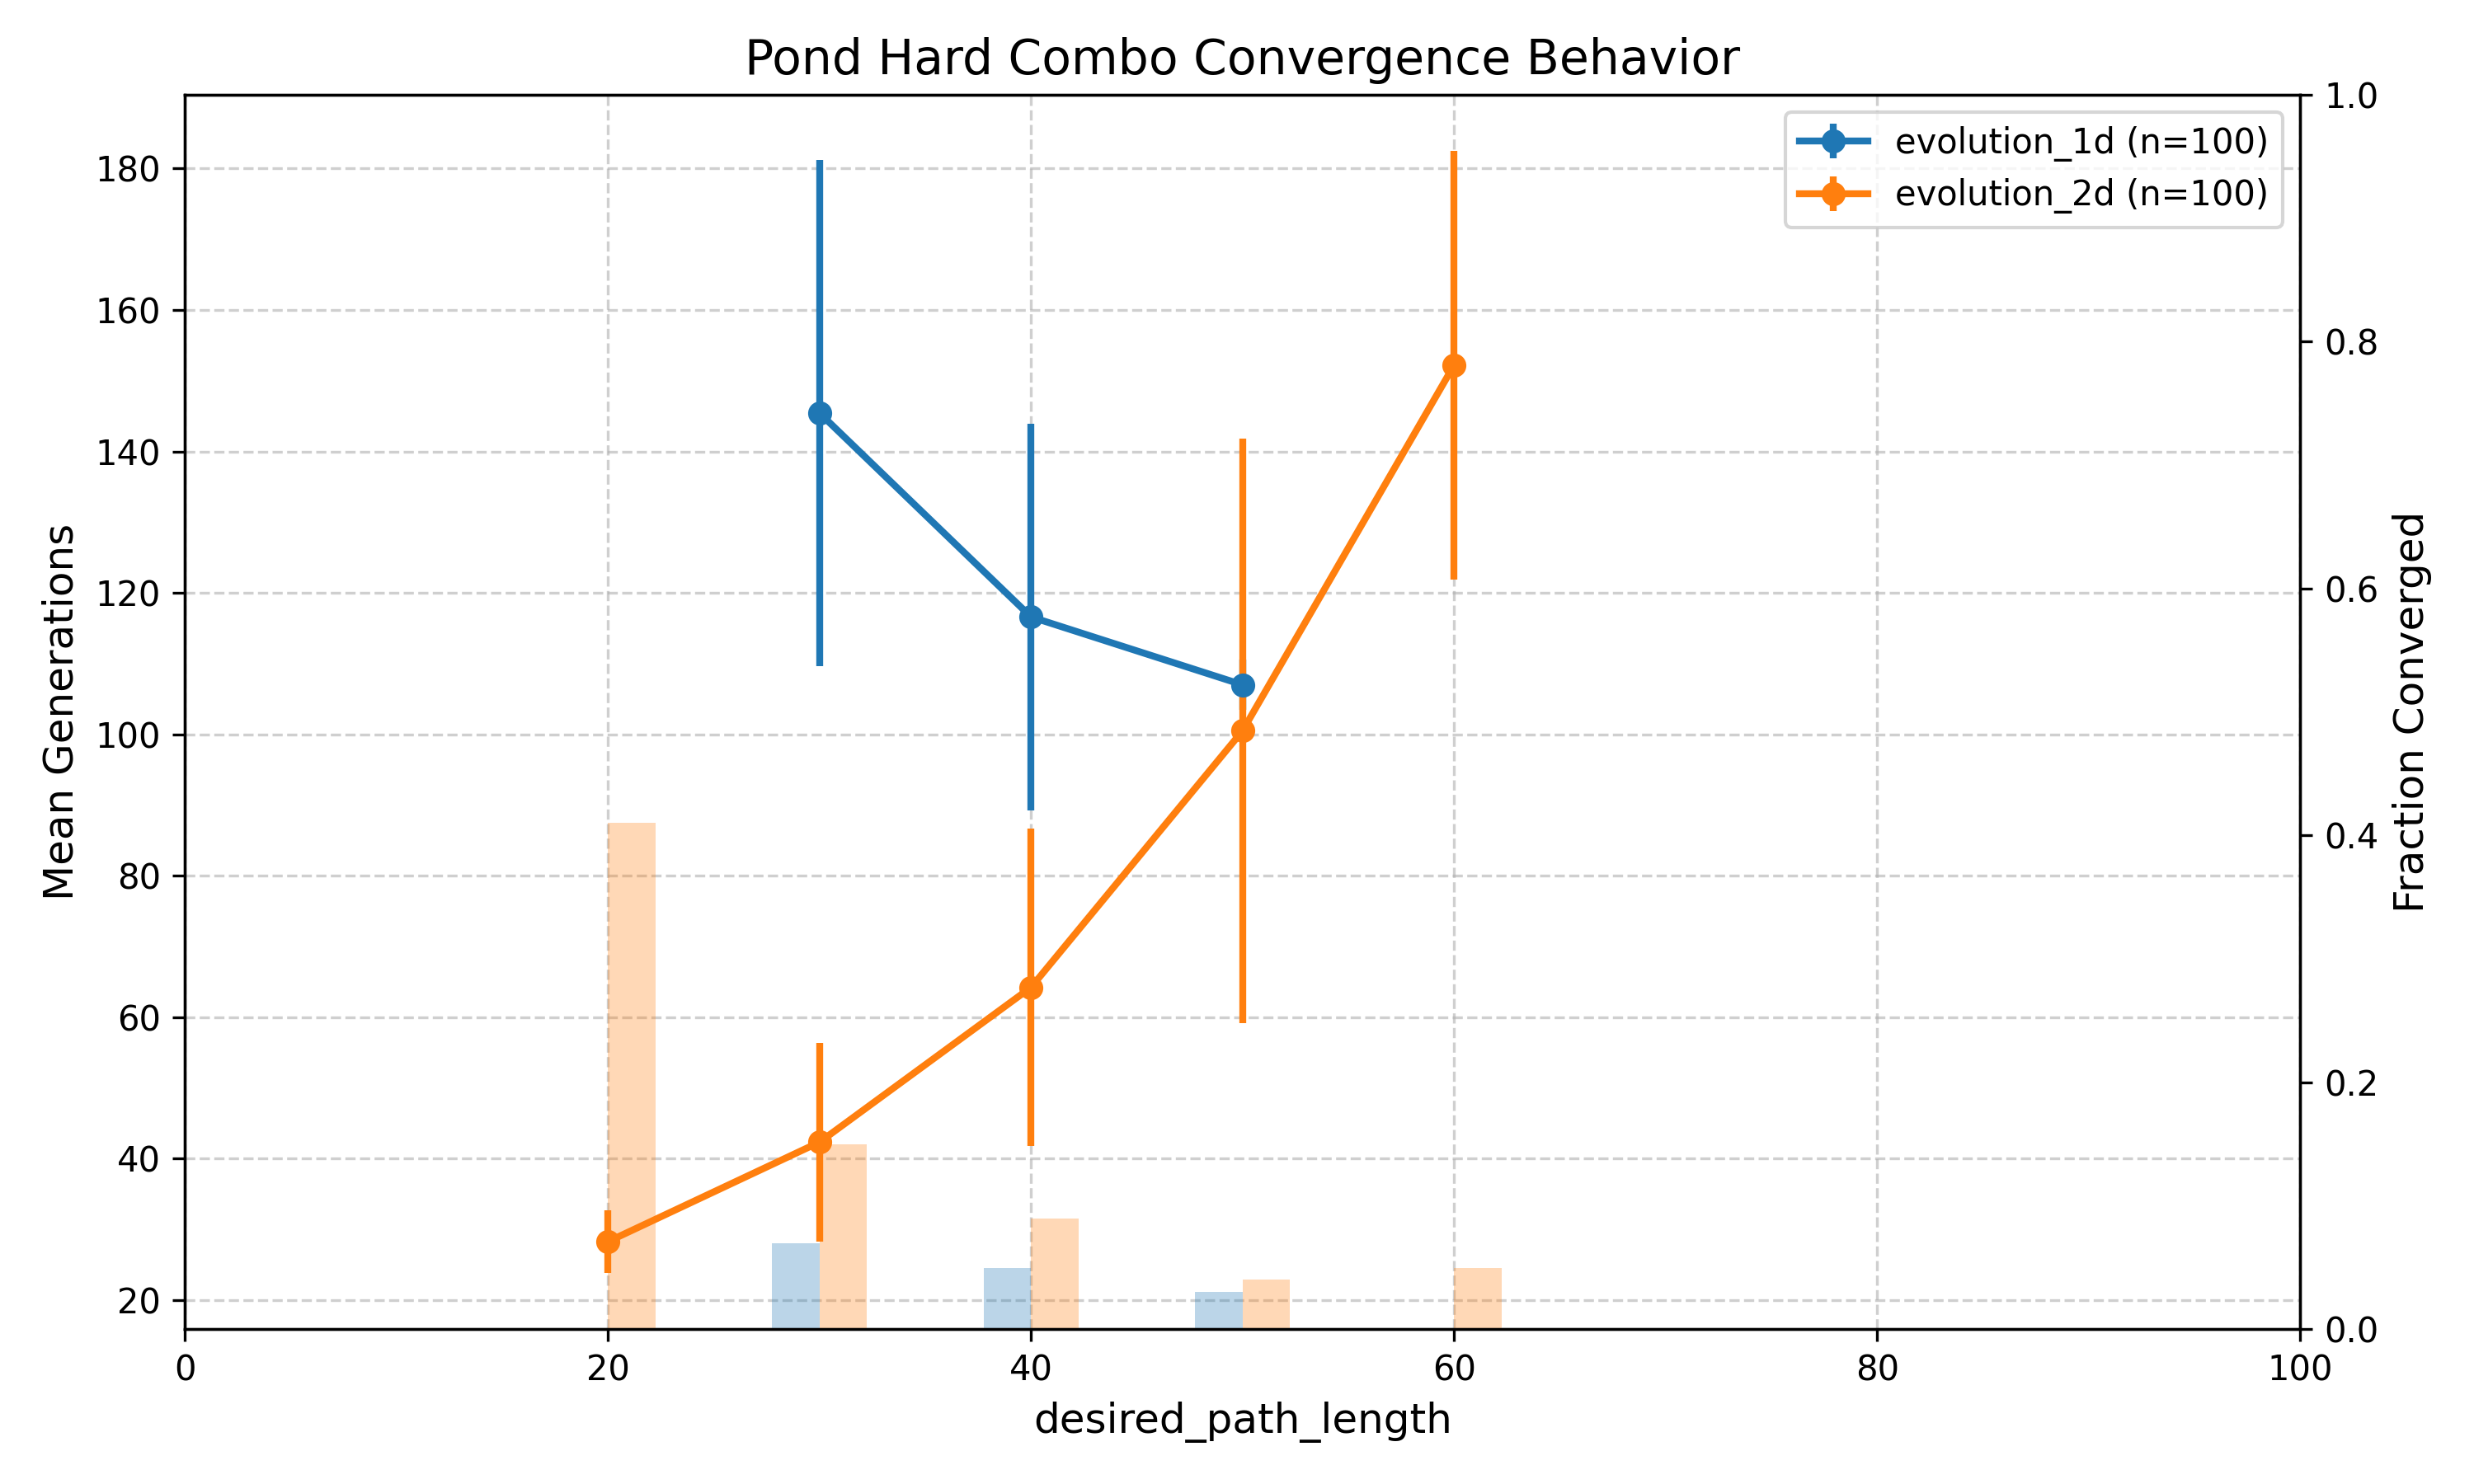 Pond Hard Combo Convergence Behavior
evolution_1d (n=100)
evolution_2d (n=100)
Mean Generations
180
160
140
120
100
80
60
40
20
1.0
0.8
0.6
0.4
0.2
0.0
Fraction Converged
0 20 40 60 80 100
desired_path_length